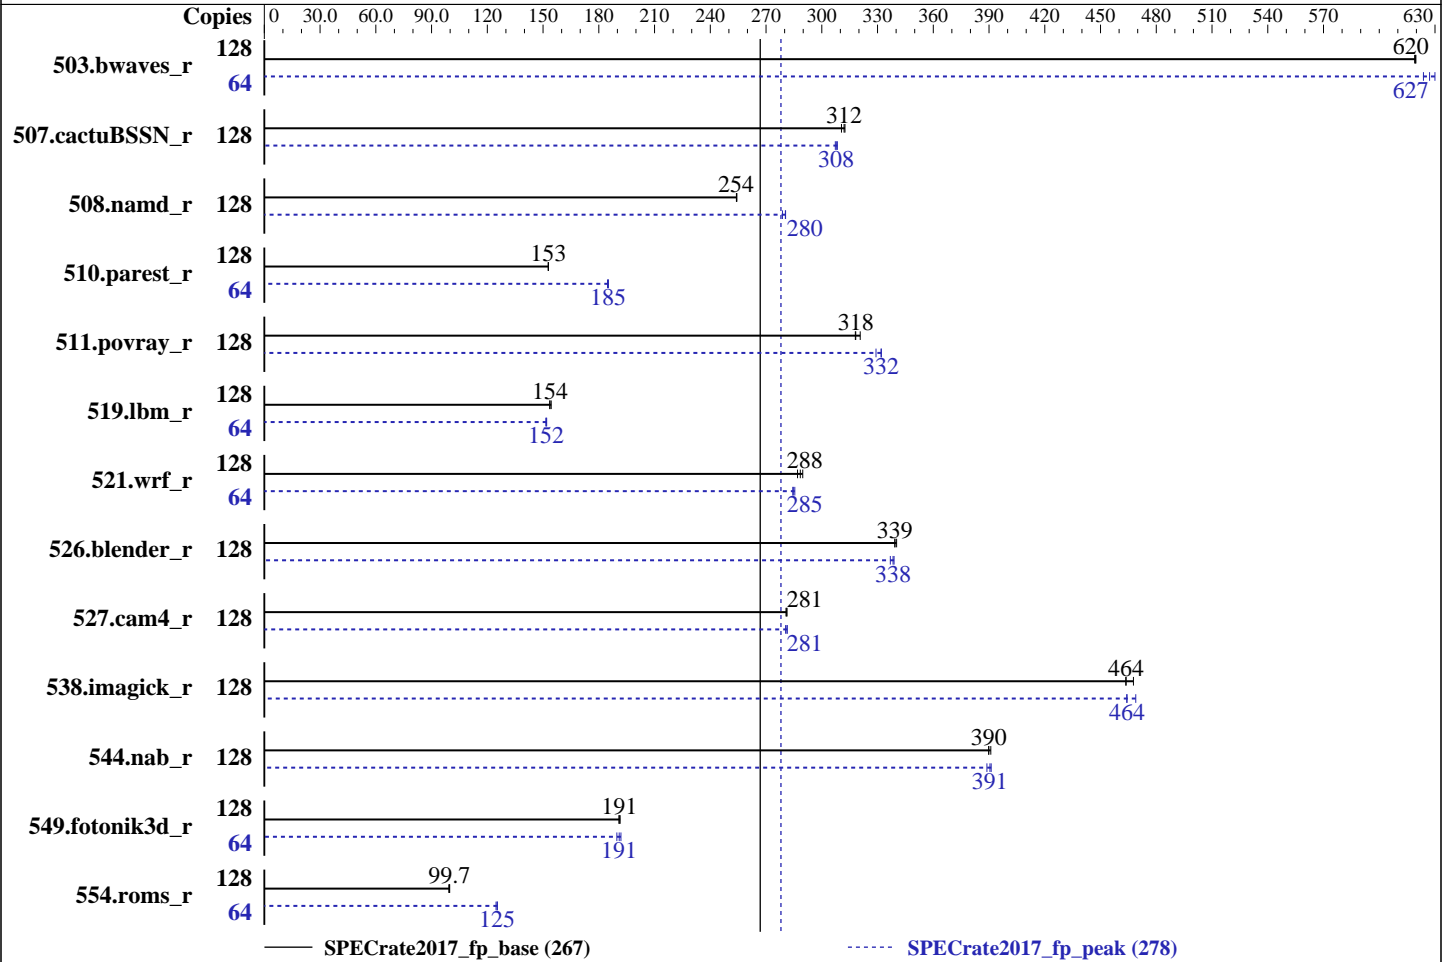 Copies 0 30.0 60.0 90.0 120 150 180 210 240 270 300 330 360 390 420 450 480 510 540 570 630
503.bwaves_r 128 620
64 627
507.cactuBSSN_r 128 312
308
508.namd_r 128 254
280
510.parest_r 128 153
64 185
511.povray_r 128 318
332
519.lbm_r 128 154
64 152
521.wrf_r 128 288
64 285
526.blender_r 128 339
338
527.cam4_r 128 281
281
538.imagick_r 128 464
464
544.nab_r 128 390
391
549.fotonik3d_r 128 191
64 191
554.roms_r 128 99.7
64 125
SPECrate2017_fp_base (267) SPECrate2017_fp_peak (278)